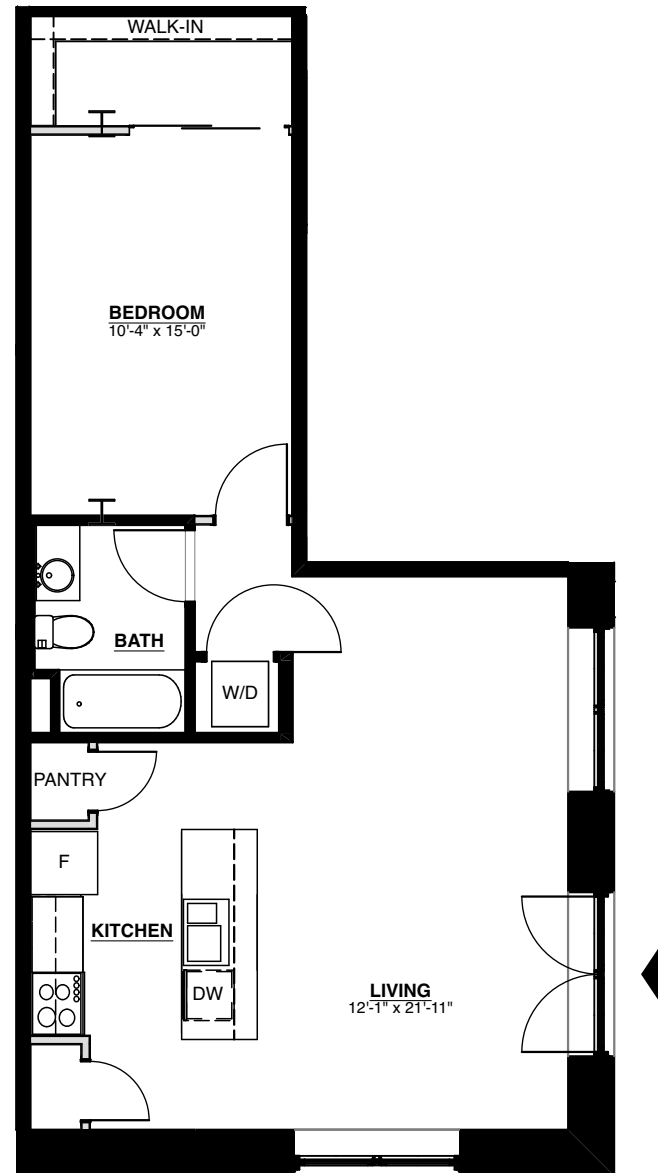 WALK-IN
BEDROOM
10'-4" x 15'-0"
BATH
W/D
PANTRY
F
KITCHEN
DW
LIVING
12'-1" x 21'-11"